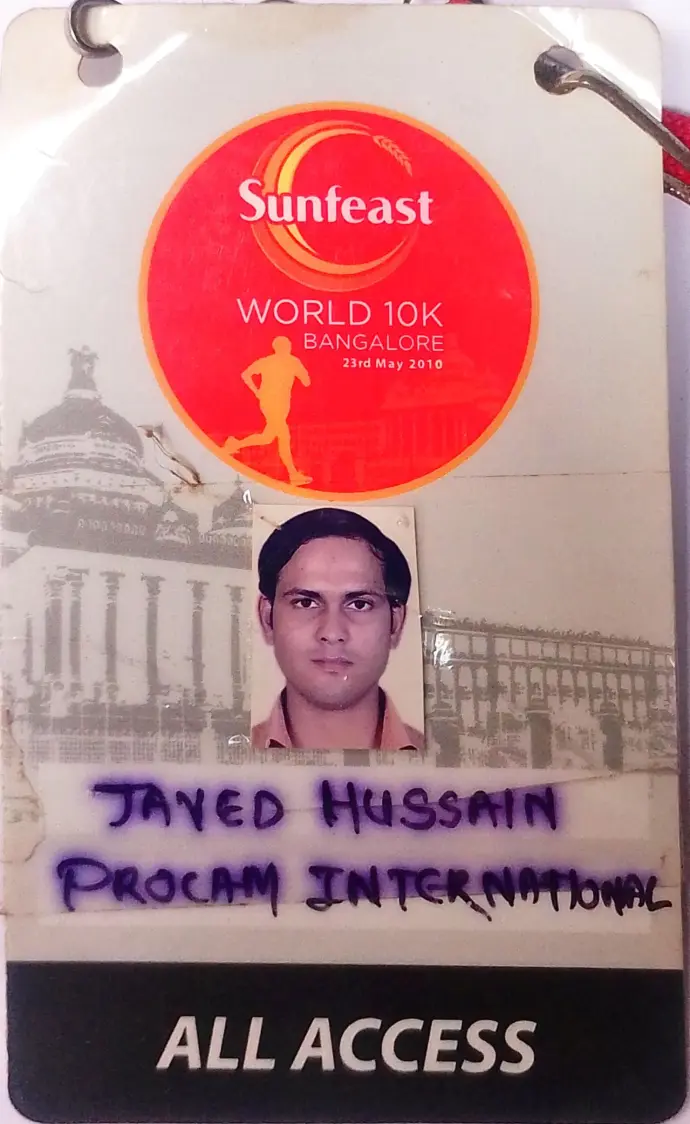 Sunfeast
WORLD 10K
BANGALORE
23rd May 2010
JAVED HUSSAIN
PROCAM INTERNATIONAL
ALL ACCESS